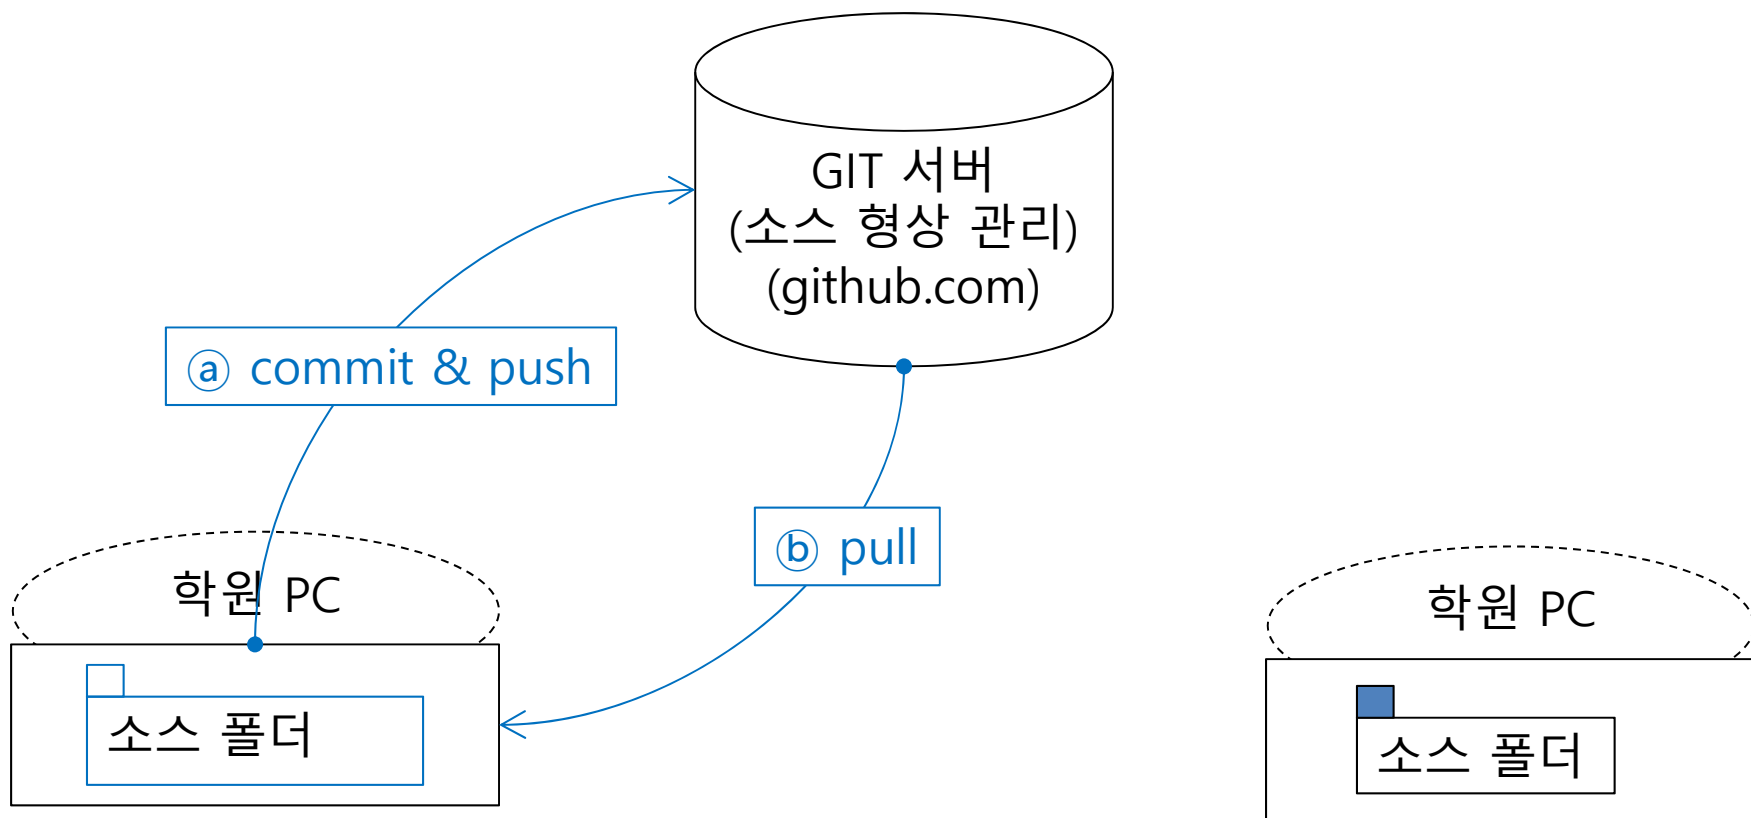 GIT 서버
(소스 형상 관리)
(github.com)
ⓐ commit & push
ⓑ pull
학원 PC
소스 폴더
학원 PC
소스 폴더